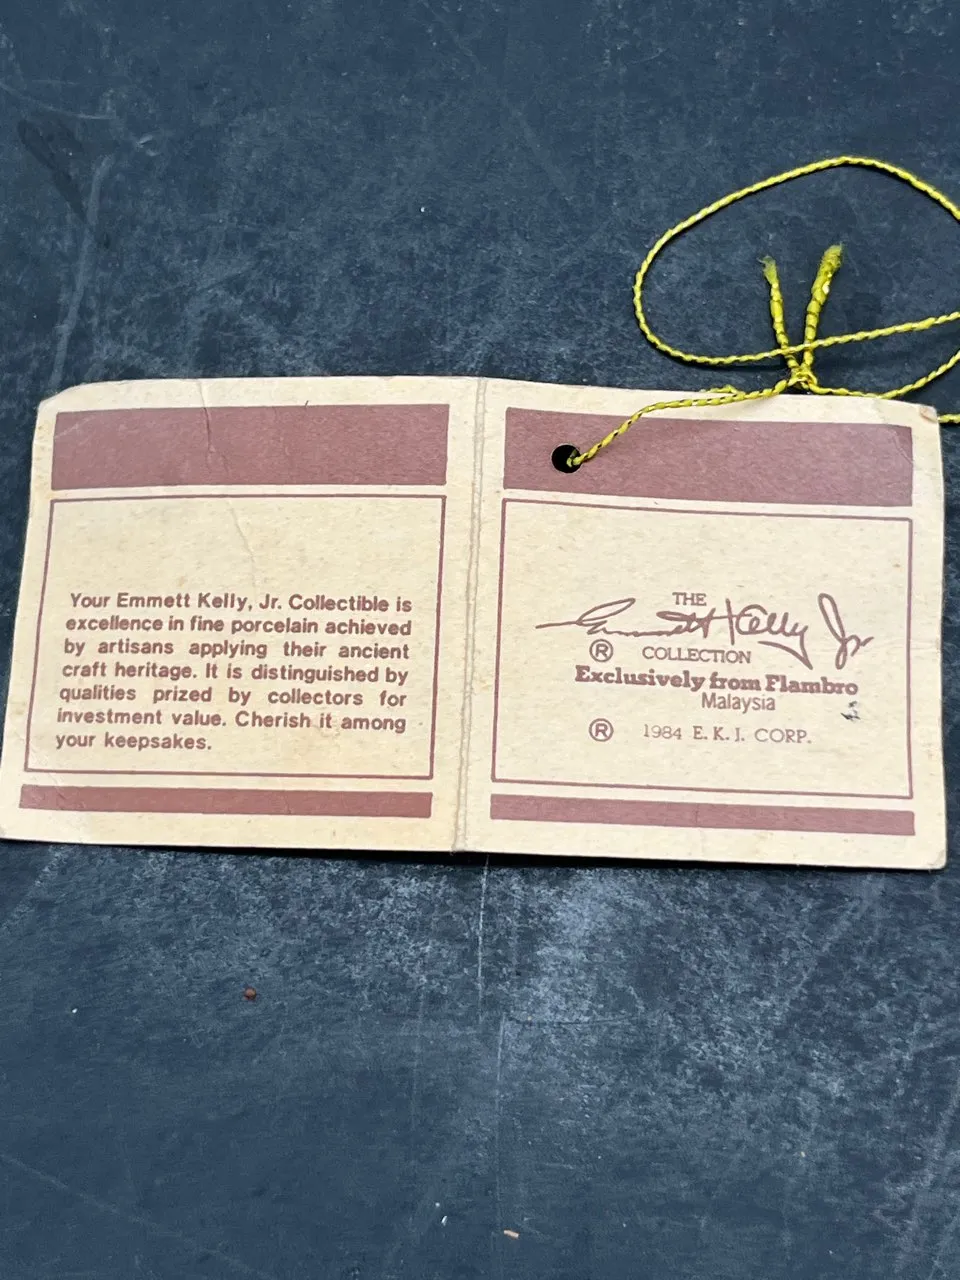 Your Emmett Kelly, Jr. Collectible is
excellence in fine porcelain achieved
by artisans applying their ancient
craft heritage. It is distinguished by
qualities prized by collectors for
investment value. Cherish it among
your keepsakes.
THE
Emmett Kelly Jr
® COLLECTION
Exclusively from Flambro
Malaysia
® 1984 E. K. J. CORP.